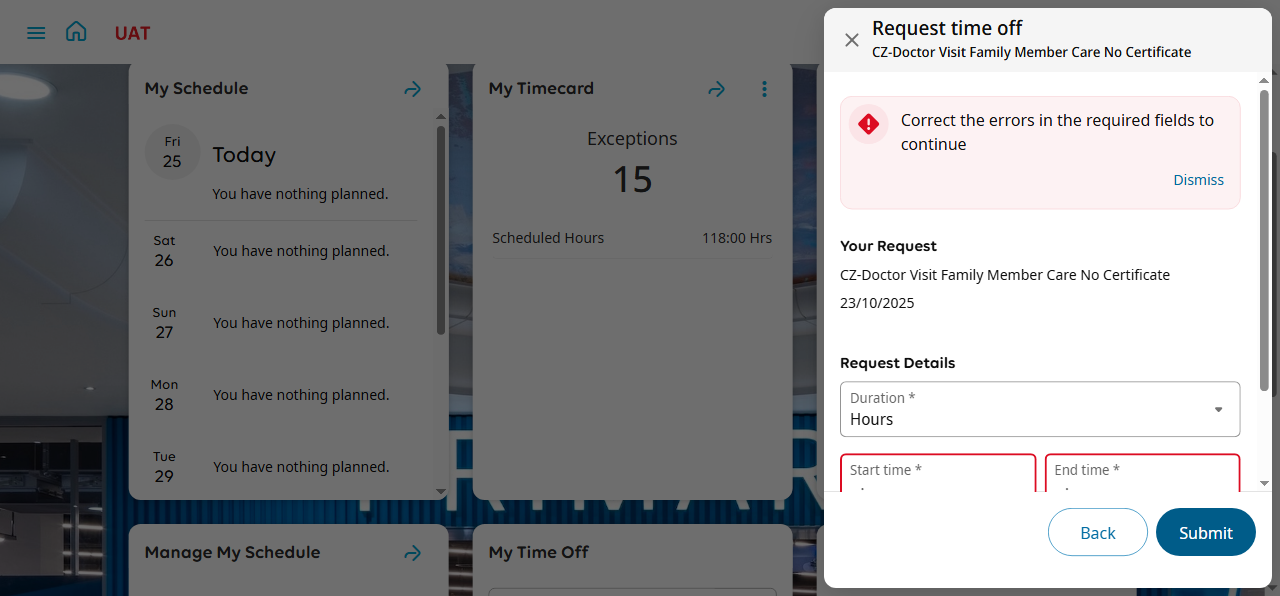 UAT
My Schedule
Fri
25
Today
You have nothing planned.
Sat
26
You have nothing planned.
Sun
27
You have nothing planned.
Mon
28
You have nothing planned.
Tue
29
You have nothing planned.
My Timecard
Exceptions
15
Scheduled Hours 118:00 Hrs
Manage My Schedule
My Time Off
Request time off
CZ-Doctor Visit Family Member Care No Certificate
Correct the errors in the required fields to
continue
Dismiss
Your Request
CZ-Doctor Visit Family Member Care No Certificate
23/10/2025
Request Details
Duration *
Hours
Start time *
End time *
Back
Submit